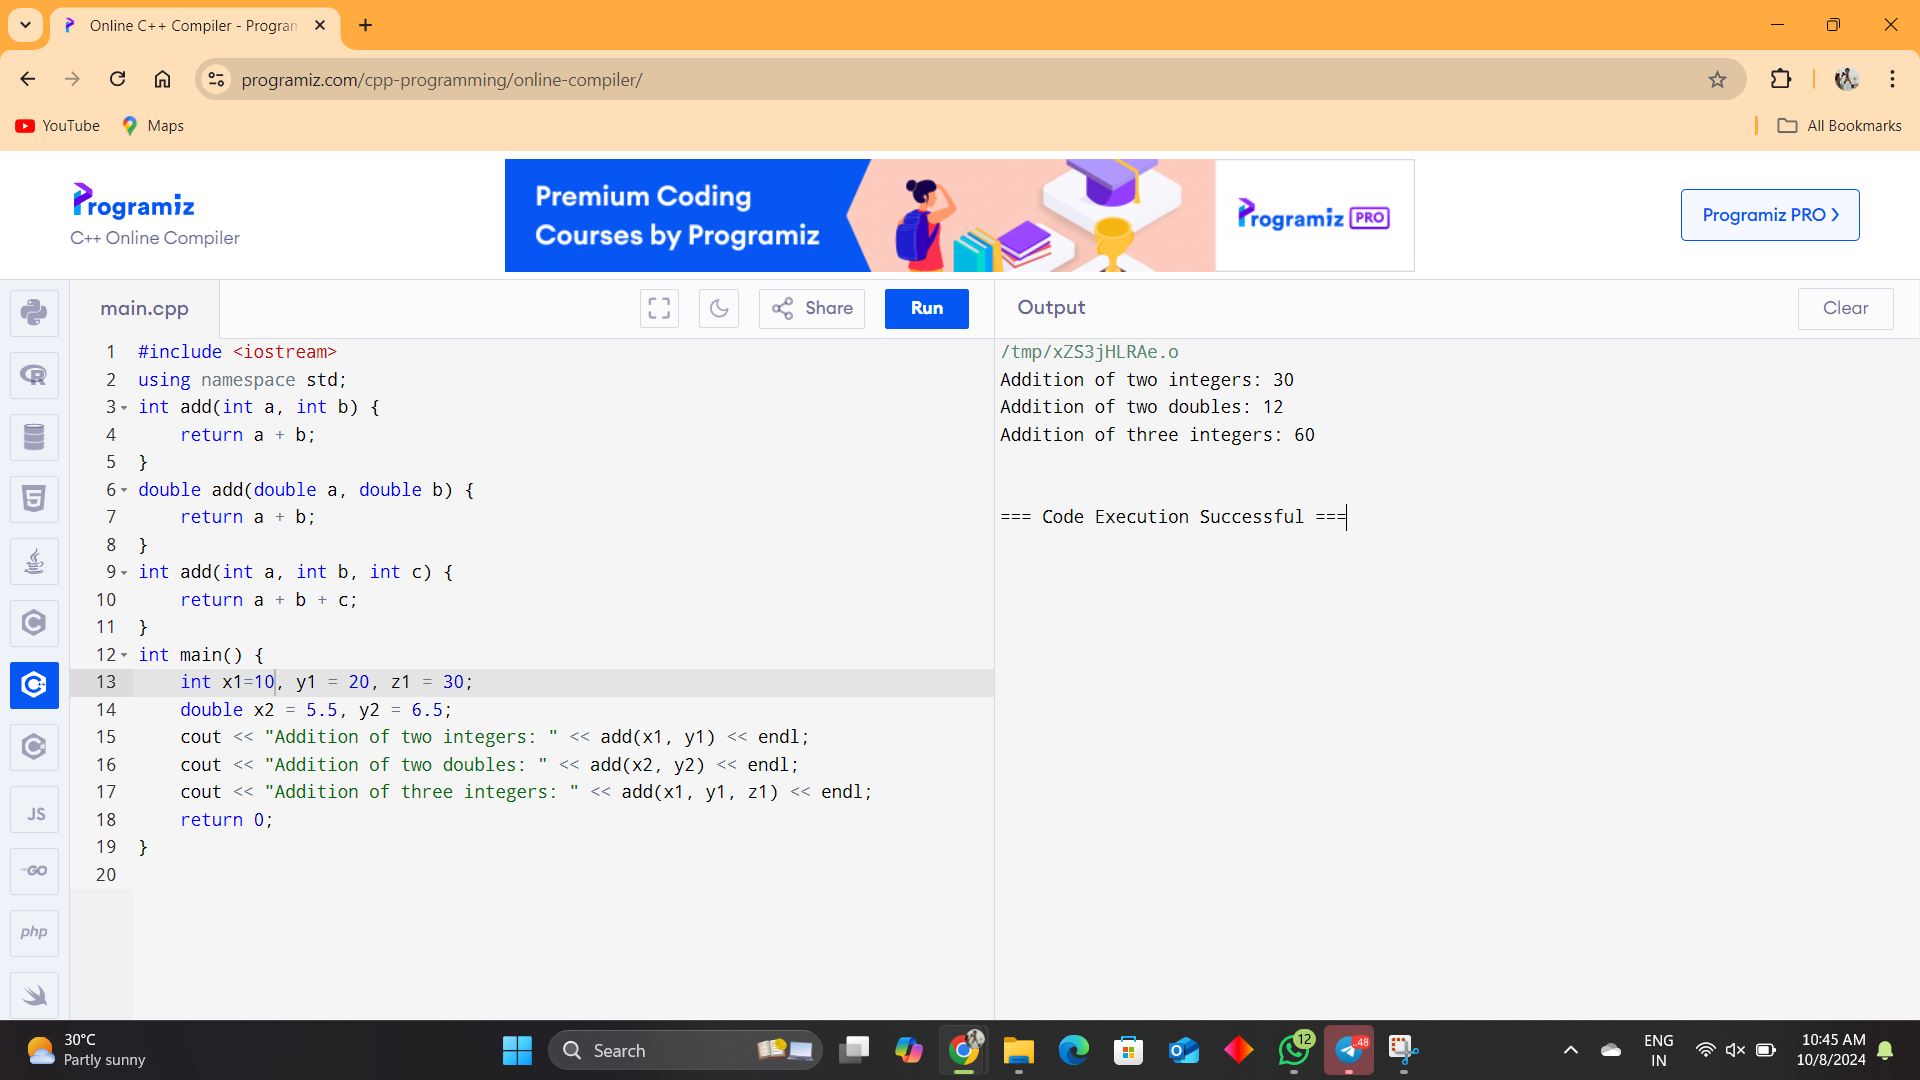 Online C++ Compiler - Program
programiz.com/cpp-programming/online-compiler/
YouTube
Maps
All Bookmarks
Programiz
C++ Online Compiler
Premium Coding
Courses by Programiz
Programiz PRO
Programiz PRO >
main.cpp
Share
Run
Output
Clear
1 #include <iostream>
2 using namespace std;
3 int add(int a, int b) {
4     return a + b;
5 }
6 double add(double a, double b) {
7     return a + b;
8 }
9 int add(int a, int b, int c) {
10     return a + b + c;
11 }
12 int main() {
13     int x1=10, y1 = 20, z1 = 30;
14     double x2 = 5.5, y2 = 6.5;
15     cout << "Addition of two integers: " << add(x1, y1) << endl;
16     cout << "Addition of two doubles: " << add(x2, y2) << endl;
17     cout << "Addition of three integers: " << add(x1, y1, z1) << endl;
18     return 0;
19 }
20
/tmp/xZS3jHLRAe.o
Addition of two integers: 30
Addition of two doubles: 12
Addition of three integers: 60
=== Code Execution Successful ===
R
5
C
C
C
JS
GO
php
30°C
Partly sunny
Search
12
48
ENG
IN
10:45 AM
10/8/2024